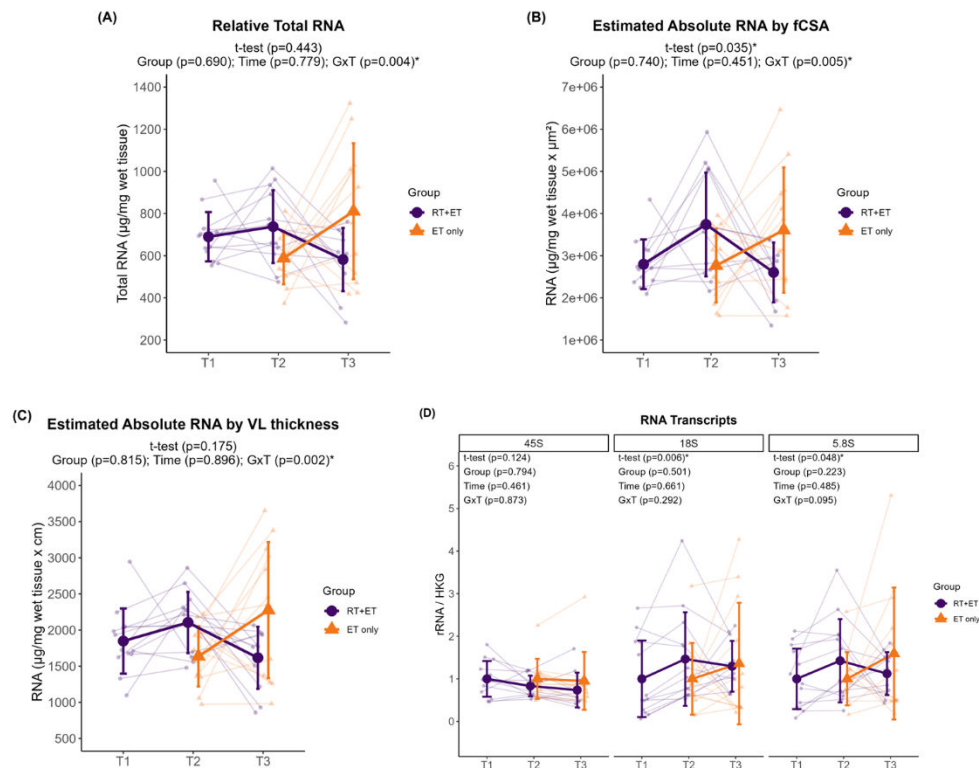 (A)
Relative Total RNA
t-test (p=0.443)
Group (p=0.690); Time (p=0.779); GxT (p=0.004)*
Total RNA (µg/mg wet tissue)
1400
1200
1000
800
600
400
200
T1 T2 T3
Group
RT+ET
ET only
(B)
Estimated Absolute RNA by fCSA
t-test (p=0.035)*
Group (p=0.740); Time (p=0.451); GxT (p=0.005)*
RNA (µg/mg wet tissue x µm²)
7e+06
6e+06
5e+06
4e+06
3e+06
2e+06
1e+06
T1 T2 T3
Group
RT+ET
ET only
(C)
Estimated Absolute RNA by VL thickness
t-test (p=0.175)
Group (p=0.815); Time (p=0.896); GxT (p=0.002)*
RNA (µg/mg wet tissue x cm)
4000
3500
3000
2500
2000
1500
1000
500
T1 T2 T3
Group
RT+ET
ET only
(D)
RNA Transcripts
45S 18S 5.8S
t-test (p=0.124) t-test (p=0.006)* t-test (p=0.048)*
Group (p=0.794) Group (p=0.501) Group (p=0.223)
Time (p=0.461) Time (p=0.661) Time (p=0.485)
GxT (p=0.873) GxT (p=0.292) GxT (p=0.095)
rRNA / HKG
6
5
4
3
2
1
0
T1 T2 T3 T1 T2 T3 T1 T2 T3
Group
RT+ET
ET only